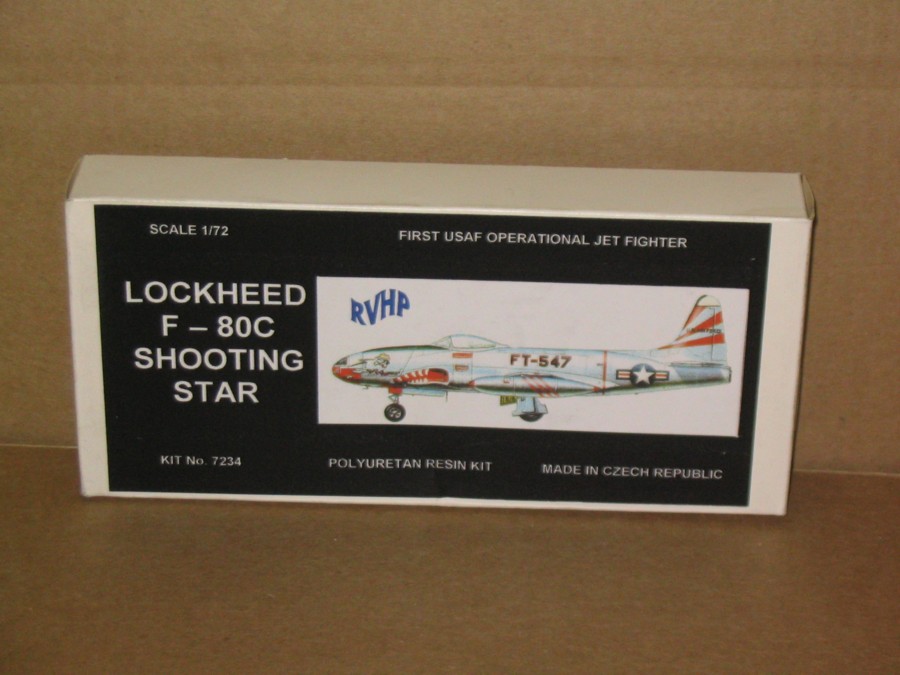 SCALE 1/72
FIRST USAF OPERATIONAL JET FIGHTER
LOCKHEED
F – 80C
SHOOTING
STAR
RVHP
FT-547
KIT No. 7234
POLYURETAN RESIN KIT
MADE IN CZECH REPUBLIC